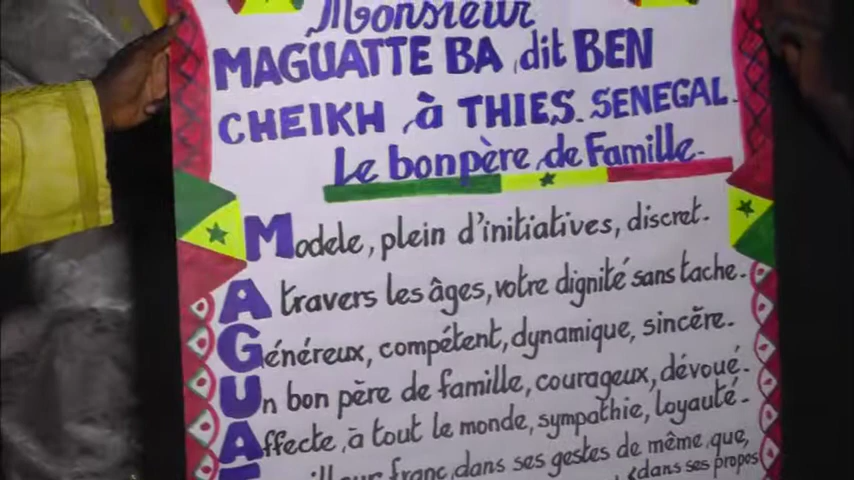 Monsieur
MAGUATTE BA, dit BEN
CHEIKH, à THIES. SENEGAL.
Le bonpère, de Famille.
Modele, plein d'initiatives, discret.
A travers les âges, votre dignité sans tache.
Généreux, compétent, dynamique, sincère.
Un bon père de famille, courageux, dévoué.
Affecte, à tout le monde, sympathie, loyauté.
franc, dans ses gestes de même, que,
dans ses propos